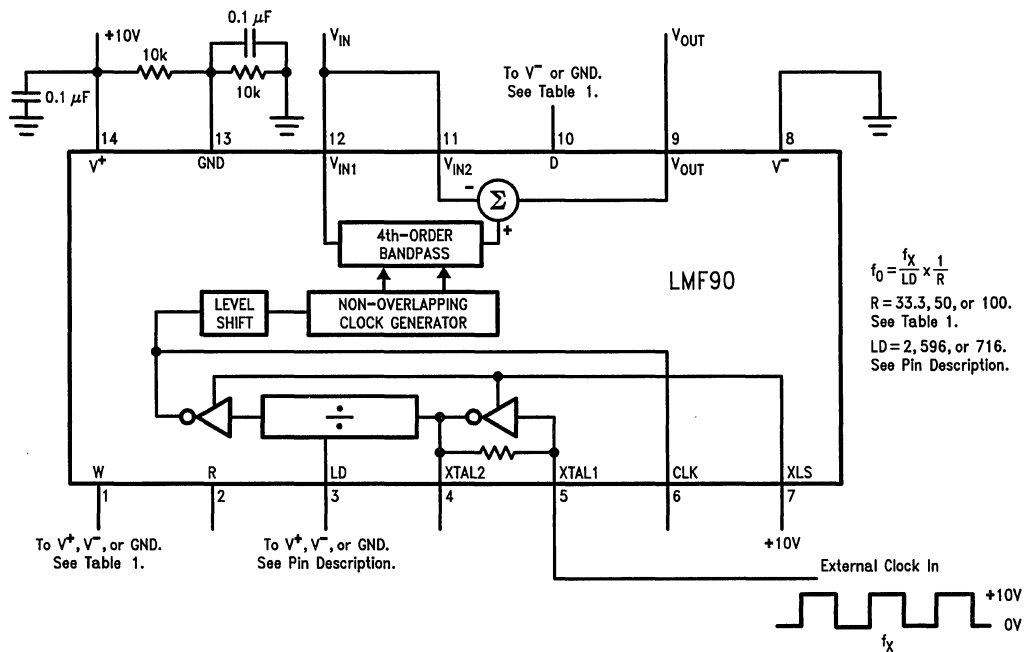 +10V
0.1 µF
10k
10k
0.1 µF
V_IN
V_OUT
To V⁻ or GND.
See Table 1.
14
13
12
11
10
9
8
V⁺
GND
V_IN1
V_IN2
D
V_OUT
V⁻
-
Σ
+
4th-ORDER
BANDPASS
LMF90
LEVEL
SHIFT
NON-OVERLAPPING
CLOCK GENERATOR
f₀ = f_X/LD x 1/R
R = 33.3, 50, or 100.
See Table 1.
LD = 2, 596, or 716.
See Pin Description.
÷
W
R
LD
XTAL2
XTAL1
CLK
XLS
1
2
3
4
5
6
7
To V⁺, V⁻, or GND.
See Table 1.
To V⁺, V⁻, or GND.
See Pin Description.
+10V
External Clock In
+10V
0V
f_X